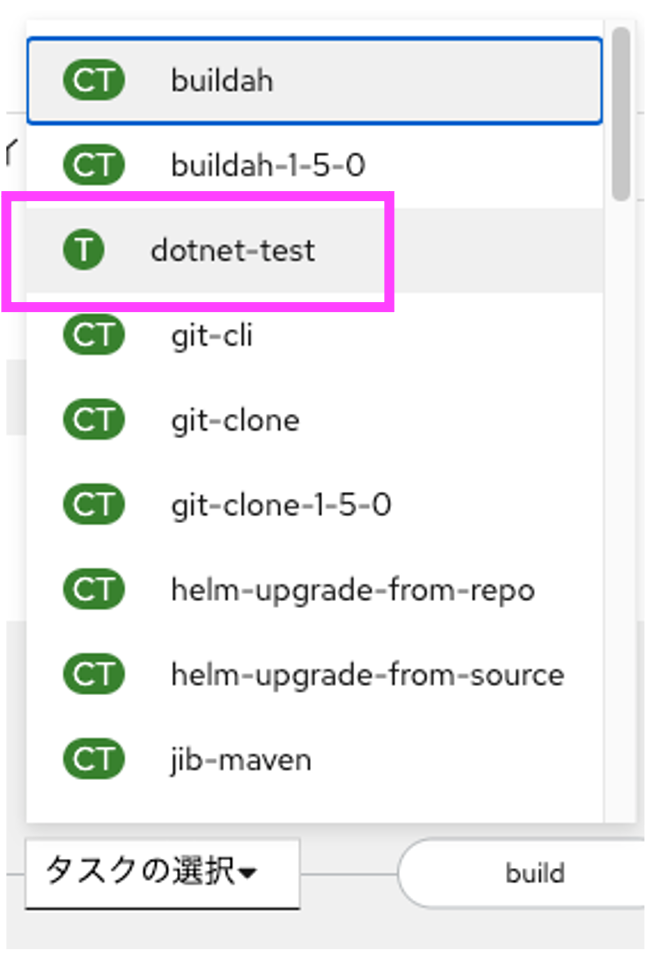 CT buildah
CT buildah-1-5-0
T dotnet-test
CT git-cli
CT git-clone
CT git-clone-1-5-0
CT helm-upgrade-from-repo
CT helm-upgrade-from-source
CT jib-maven
タスクの選択 build